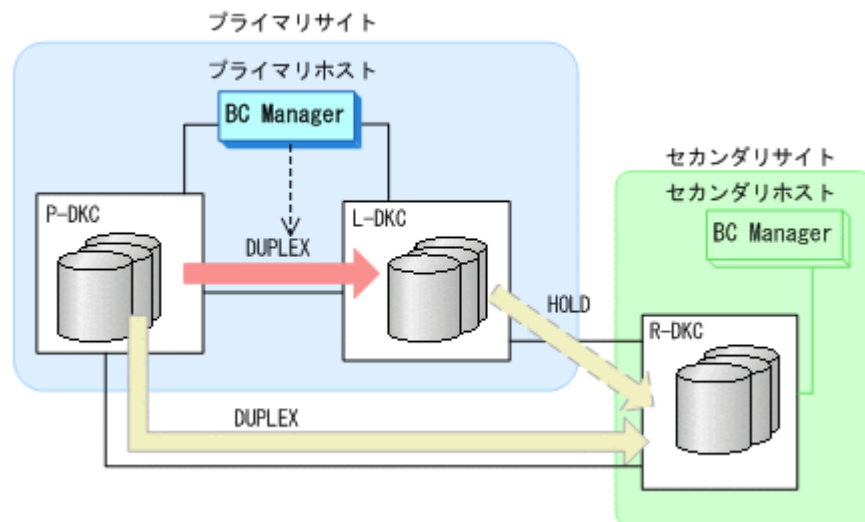 プライマリサイト
プライマリホスト
BC Manager
セカンダリサイト
セカンダリホスト
BC Manager
P-DKC
L-DKC
DUPLEX
HOLD
R-DKC
DUPLEX